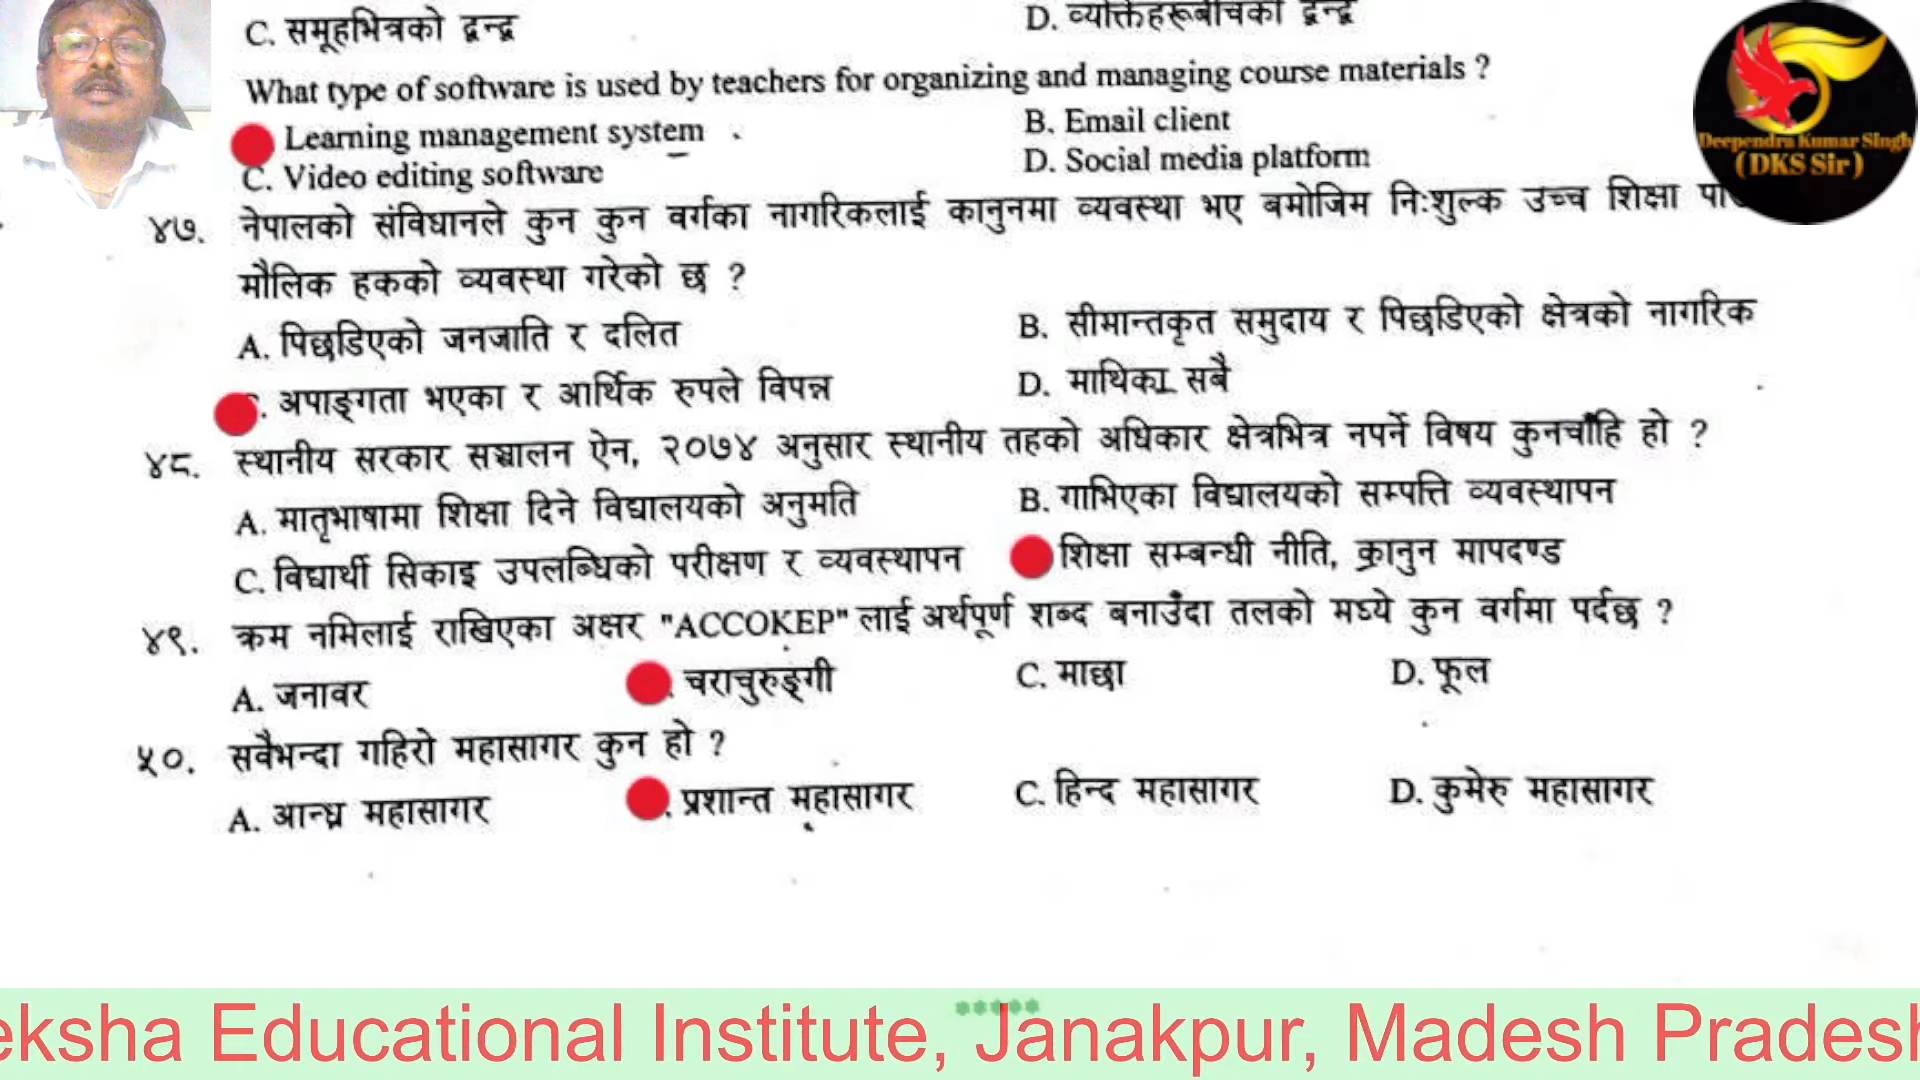 C. समूहभित्रको द्वन्द्व
D. व्यक्तिहरूबीचको द्वन्द्व
What type of software is used by teachers for organizing and managing course materials ?
Learning management system
B. Email client
C. Video editing software
D. Social media platform
४७. नेपालको संविधानले कुन कुन वर्गका नागरिकलाई कानुनमा व्यवस्था भए बमोजिम निःशुल्क उच्च शिक्षा
मौलिक हकको व्यवस्था गरेको छ ?
A. पिछडिएको जनजाति र दलित
B. सीमान्तकृत समुदाय र पिछडिएको क्षेत्रको नागरिक
. अपाङ्गता भएका र आर्थिक रुपले विपन्न
D. माथिका सबै
४८. स्थानीय सरकार सञ्चालन ऐन, २०७४ अनुसार स्थानीय तहको अधिकार क्षेत्रभित्र नपर्ने विषय कुनचाँहि हो ?
A. मातृभाषामा शिक्षा दिने विद्यालयको अनुमति
B. गाभिएका विद्यालयको सम्पत्ति व्यवस्थापन
C. विद्यार्थी सिकाइ उपलब्धिको परीक्षण र व्यवस्थापन
शिक्षा सम्बन्धी नीति, कानुन मापदण्ड
४९. क्रम नमिलाई राखिएका अक्षर "ACCOKEP" लाई अर्थपूर्ण शब्द बनाउँदा तलको मध्ये कुन वर्गमा पर्दछ ?
A. जनावर
. चराचुरुङ्गी
C. माछा
D. फूल
५०. सवैभन्दा गहिरो महासागर कुन हो ?
A. आन्ध्र महासागर
. प्रशान्त महासागर
C. हिन्द महासागर
D. कुमेरु महासागर
Deependra Kumar Singh
(DKS Sir)
*****
eksha Educational Institute, Janakpur, Madesh Pradesh